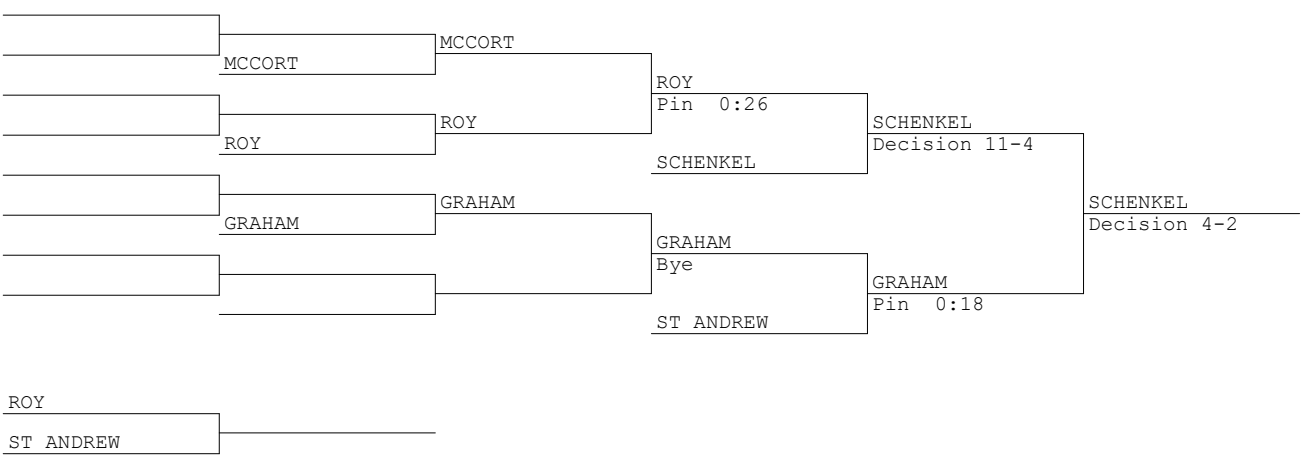 MCCORT
MCCORT
ROY
Pin 0:26
ROY
SCHENKEL
Decision 11-4
ROY
SCHENKEL
GRAHAM
SCHENKEL
Decision 4-2
GRAHAM
GRAHAM
Bye
GRAHAM
Pin 0:18
ST ANDREW
ROY
ST ANDREW